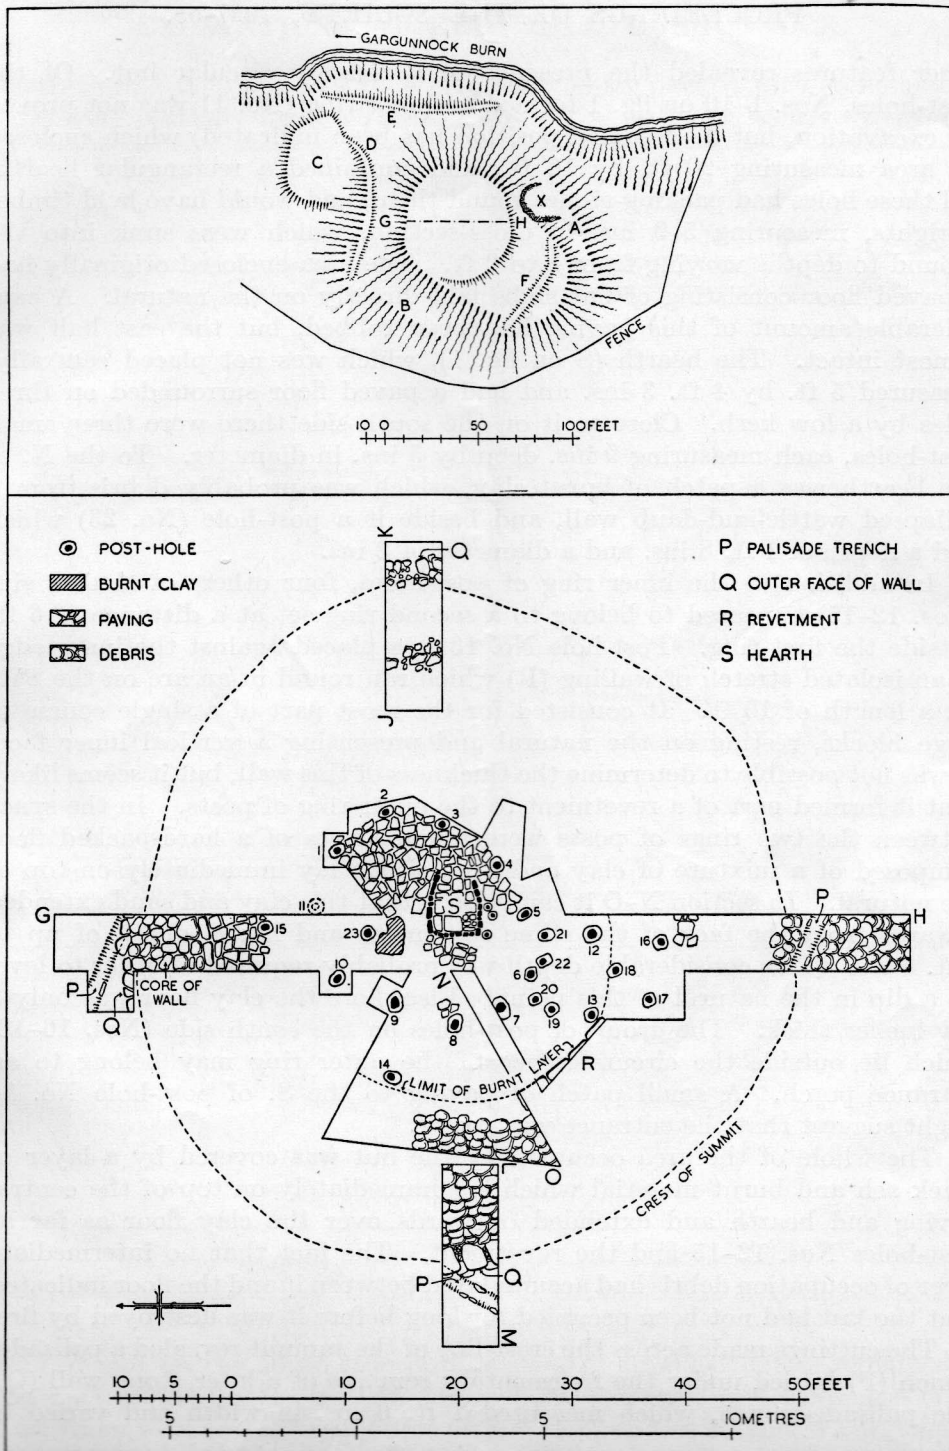 GARGUNNOCK BURN
E
D
C
X
G
H
A
F
B
FENCE
10 0 50 100 FEET
POST-HOLE
BURNT CLAY
PAVING
DEBRIS
P PALISADE TRENCH
Q OUTER FACE OF WALL
R REVETMENT
S HEARTH
K
Q
J
2
3
1
4
S
5
G
11
15
23
21
12
16
P
H
22
18
10
6
P
CORE OF WALL
Q
N
9
8
7
20
19
13
17
14
LIMIT OF BURNT LAYER
R
CREST OF SUMMIT
L
O
P
Q
M
10 5 0 10 20 30 40 50 FEET
5 0 5 10 METRES